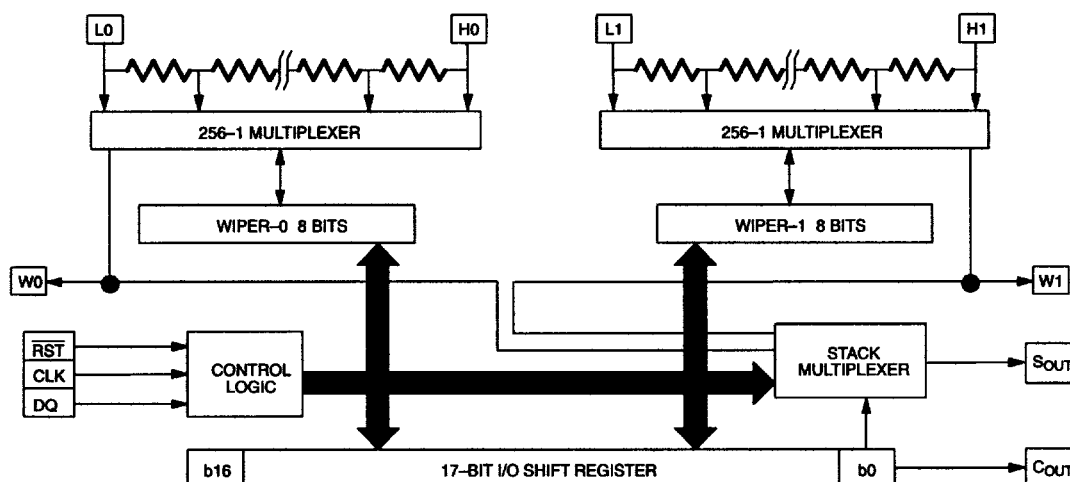 L0
H0
L1
H1
256–1 MULTIPLEXER
256–1 MULTIPLEXER
WIPER–0 8 BITS
WIPER–1 8 BITS
W0
W1
RST
CLK
DQ
CONTROL
LOGIC
STACK
MULTIPLEXER
SOUT
b16
17–BIT I/O SHIFT REGISTER
b0
COUT